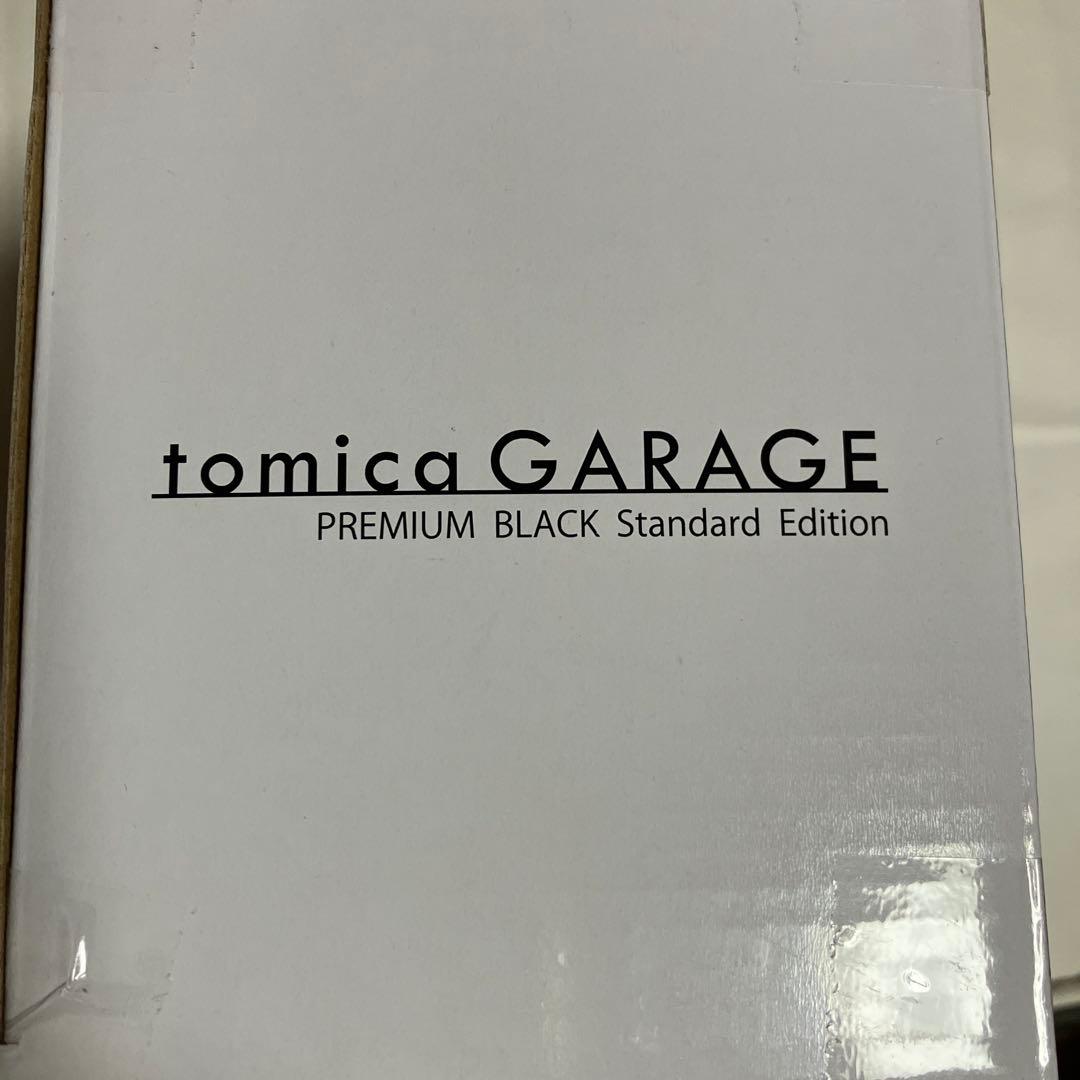 tomica GARAGE
PREMIUM BLACK Standard Edition